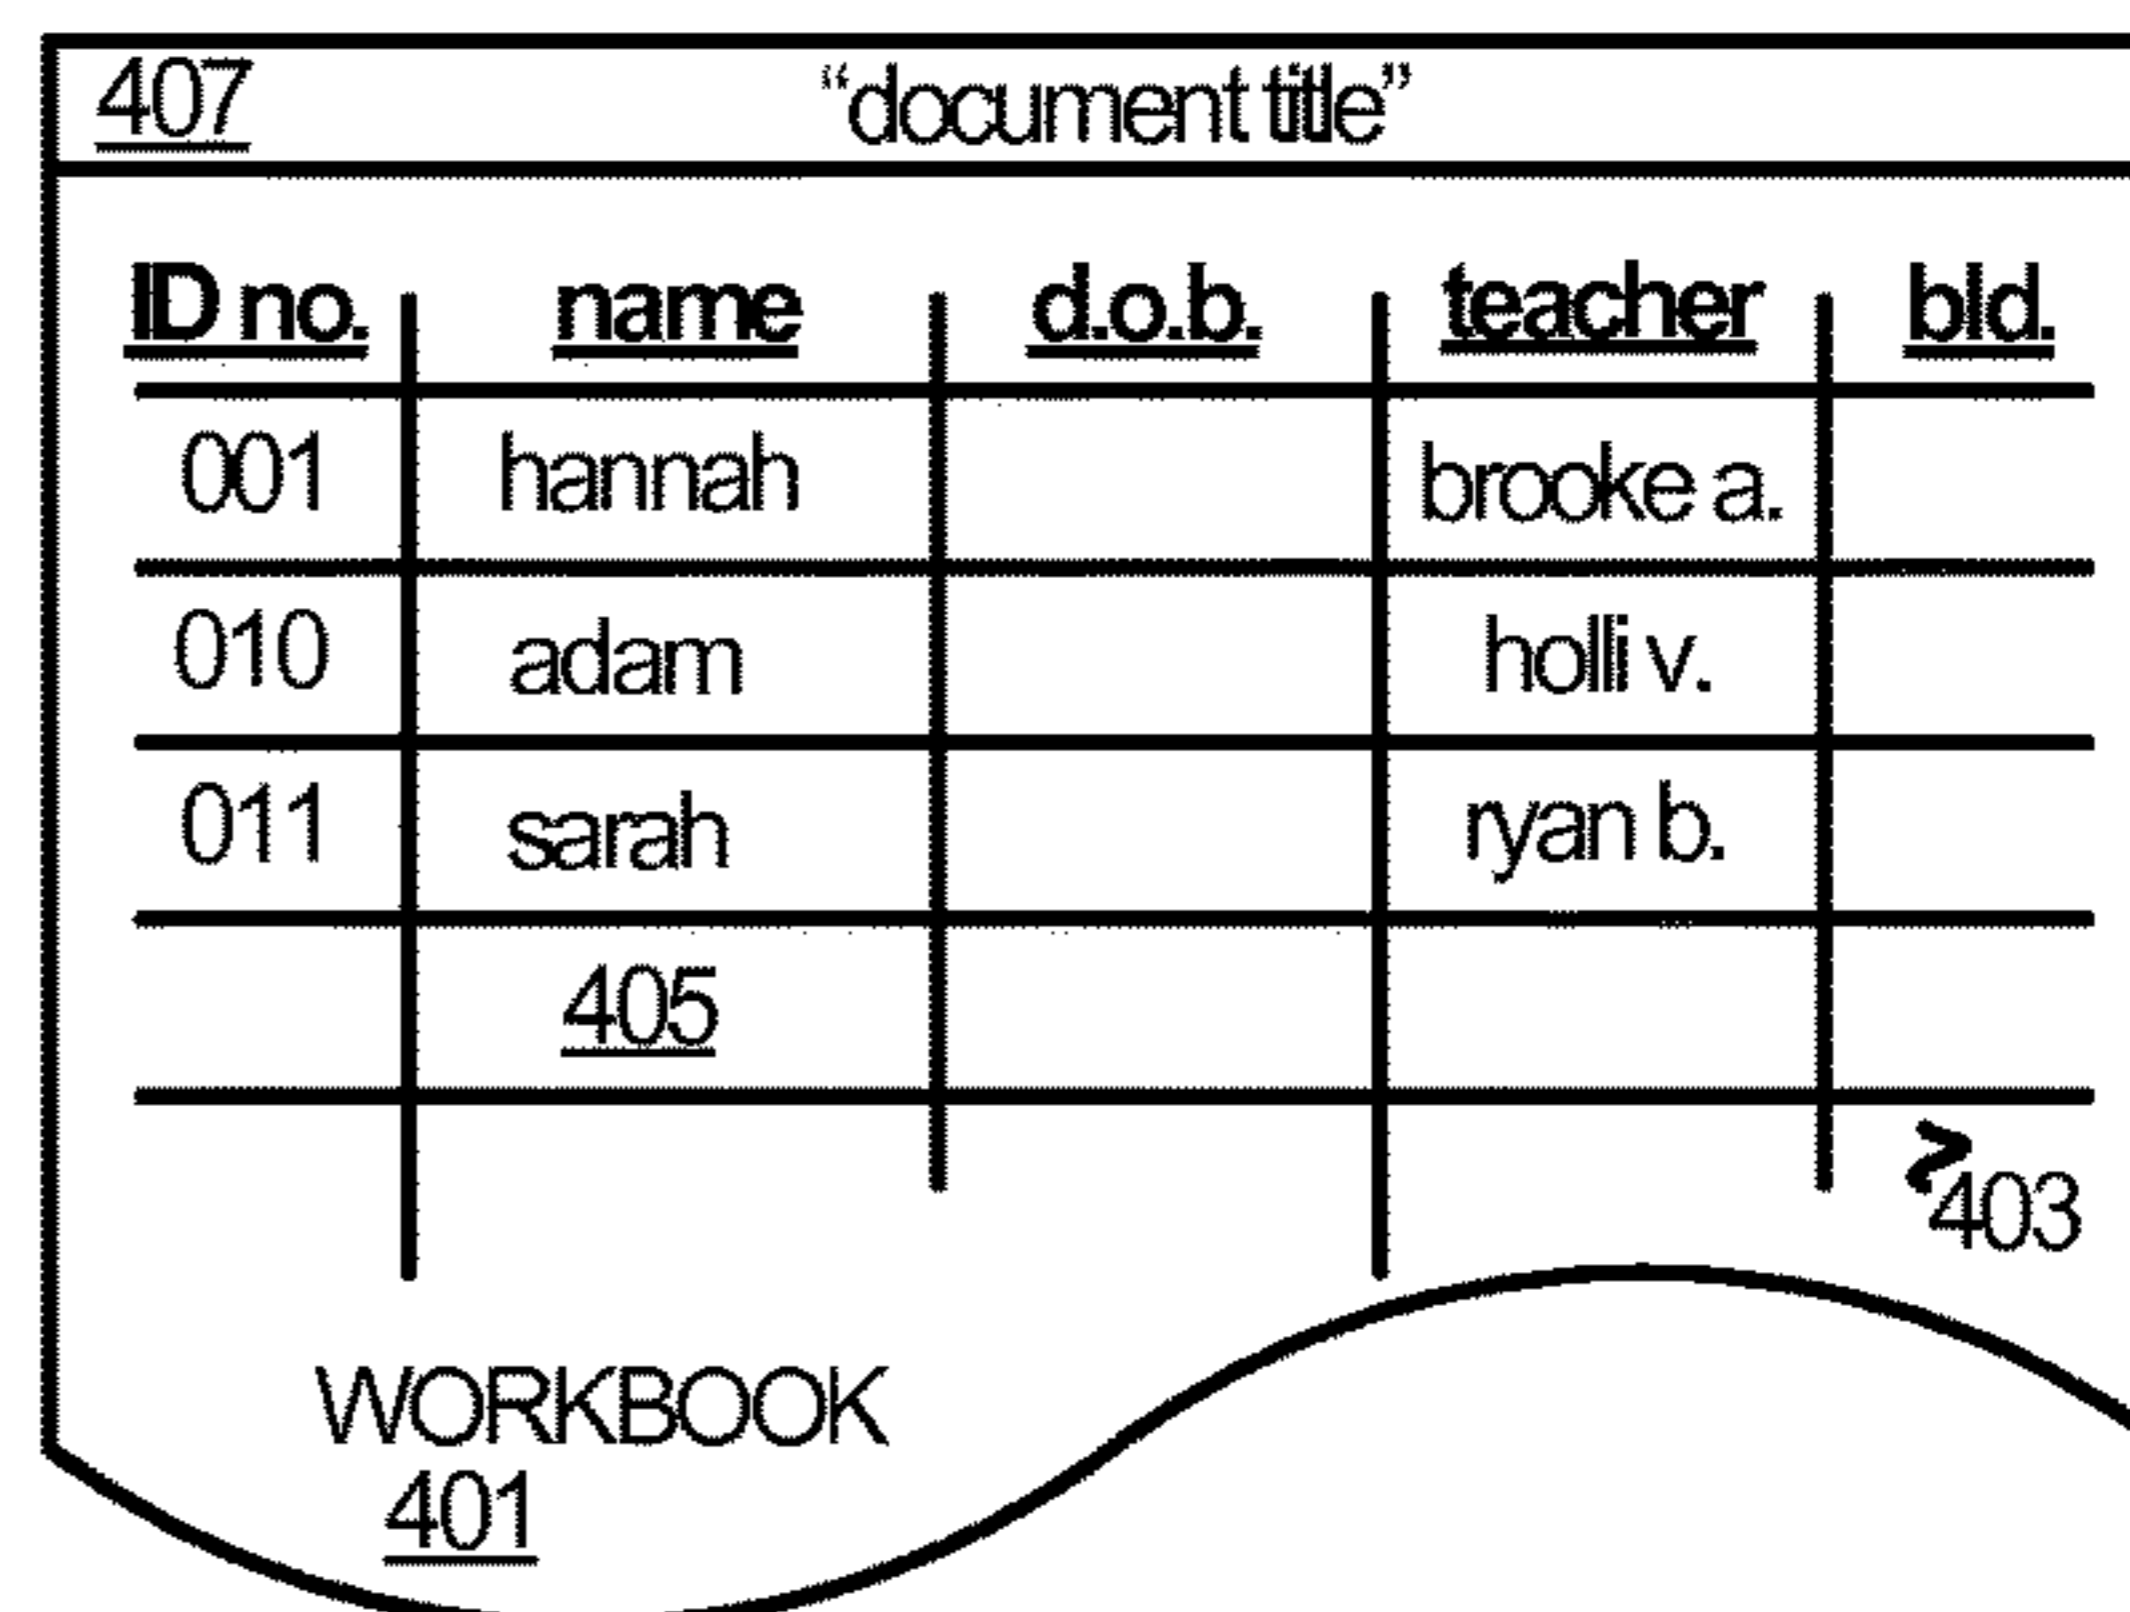 407 “document title”
ID no. name d.o.b. teacher bld.
001 hannah brooke a.
010 adam holli v.
011 sarah ryan b.
405
403
WORKBOOK
401